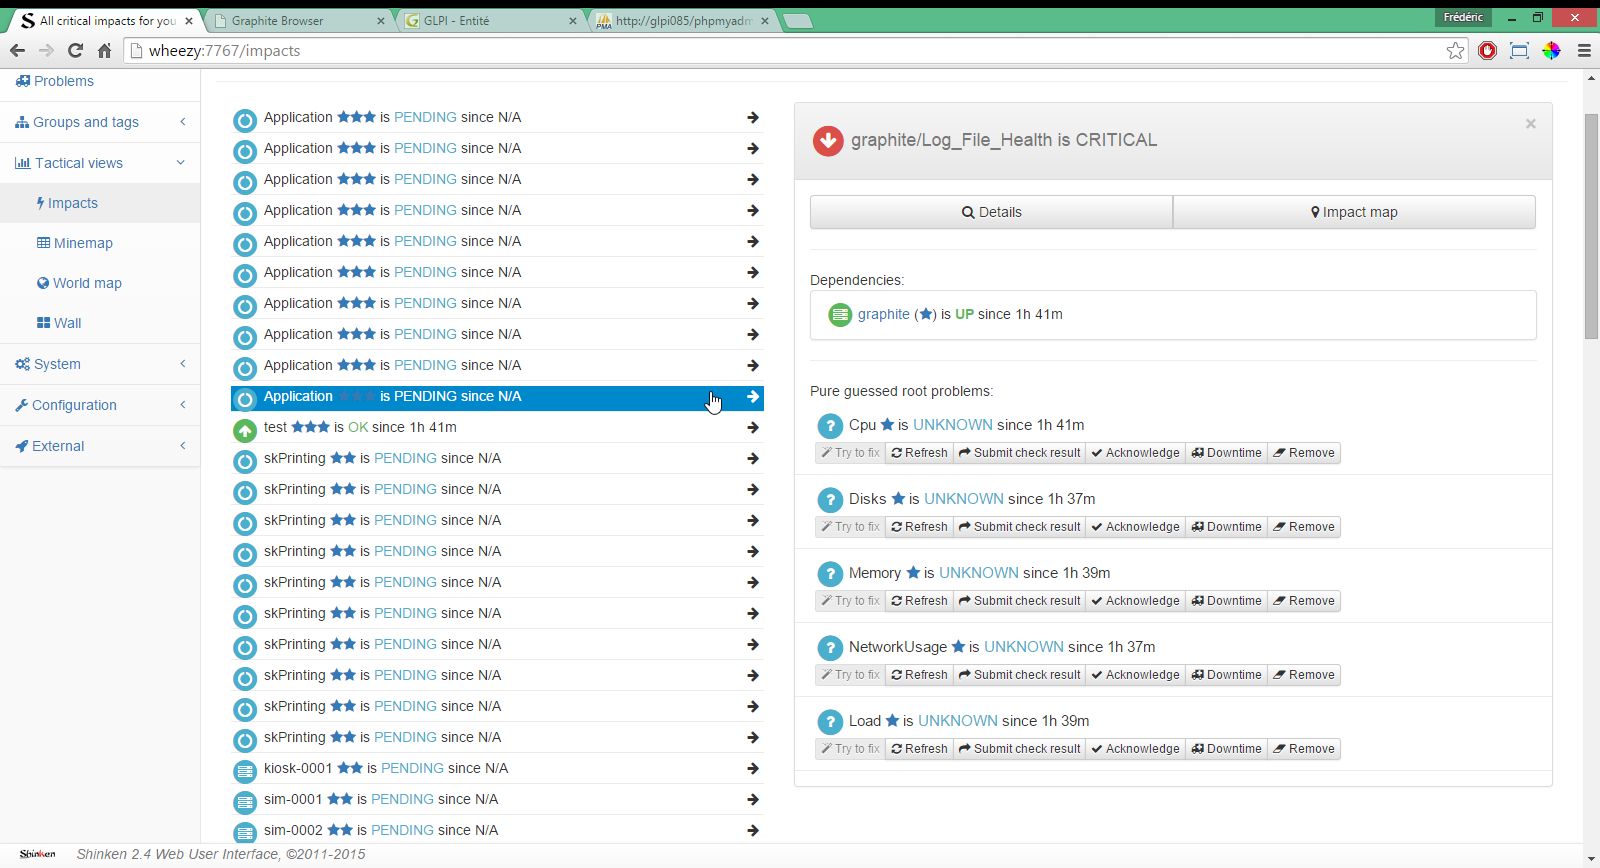 All critical impacts for you
Graphite Browser
GLPI - Entité
http://glpi085/phpmyadm
Frédéric
wheezy:7767/impacts
Problems
Groups and tags
Tactical views
Impacts
Minemap
World map
Wall
System
Configuration
External
Application ★★★ is PENDING since N/A
Application ★★★ is PENDING since N/A
Application ★★★ is PENDING since N/A
Application ★★★ is PENDING since N/A
Application ★★★ is PENDING since N/A
Application ★★★ is PENDING since N/A
Application ★★★ is PENDING since N/A
Application ★★★ is PENDING since N/A
Application ★★★ is PENDING since N/A
Application ★★★ is PENDING since N/A
test ★★★ is OK since 1h 41m
skPrinting ★★ is PENDING since N/A
skPrinting ★★ is PENDING since N/A
skPrinting ★★ is PENDING since N/A
skPrinting ★★ is PENDING since N/A
skPrinting ★★ is PENDING since N/A
skPrinting ★★ is PENDING since N/A
skPrinting ★★ is PENDING since N/A
skPrinting ★★ is PENDING since N/A
skPrinting ★★ is PENDING since N/A
skPrinting ★★ is PENDING since N/A
kiosk-0001 ★★ is PENDING since N/A
sim-0001 ★★ is PENDING since N/A
sim-0002 ★★ is PENDING since N/A
graphite/Log_File_Health is CRITICAL
Details
Impact map
Dependencies:
graphite (★) is UP since 1h 41m
Pure guessed root problems:
Cpu ★ is UNKNOWN since 1h 41m
Try to fix Refresh Submit check result Acknowledge Downtime Remove
Disks ★ is UNKNOWN since 1h 37m
Try to fix Refresh Submit check result Acknowledge Downtime Remove
Memory ★ is UNKNOWN since 1h 39m
Try to fix Refresh Submit check result Acknowledge Downtime Remove
NetworkUsage ★ is UNKNOWN since 1h 37m
Try to fix Refresh Submit check result Acknowledge Downtime Remove
Load ★ is UNKNOWN since 1h 39m
Try to fix Refresh Submit check result Acknowledge Downtime Remove
Shinken
Shinken 2.4 Web User Interface, ©2011-2015